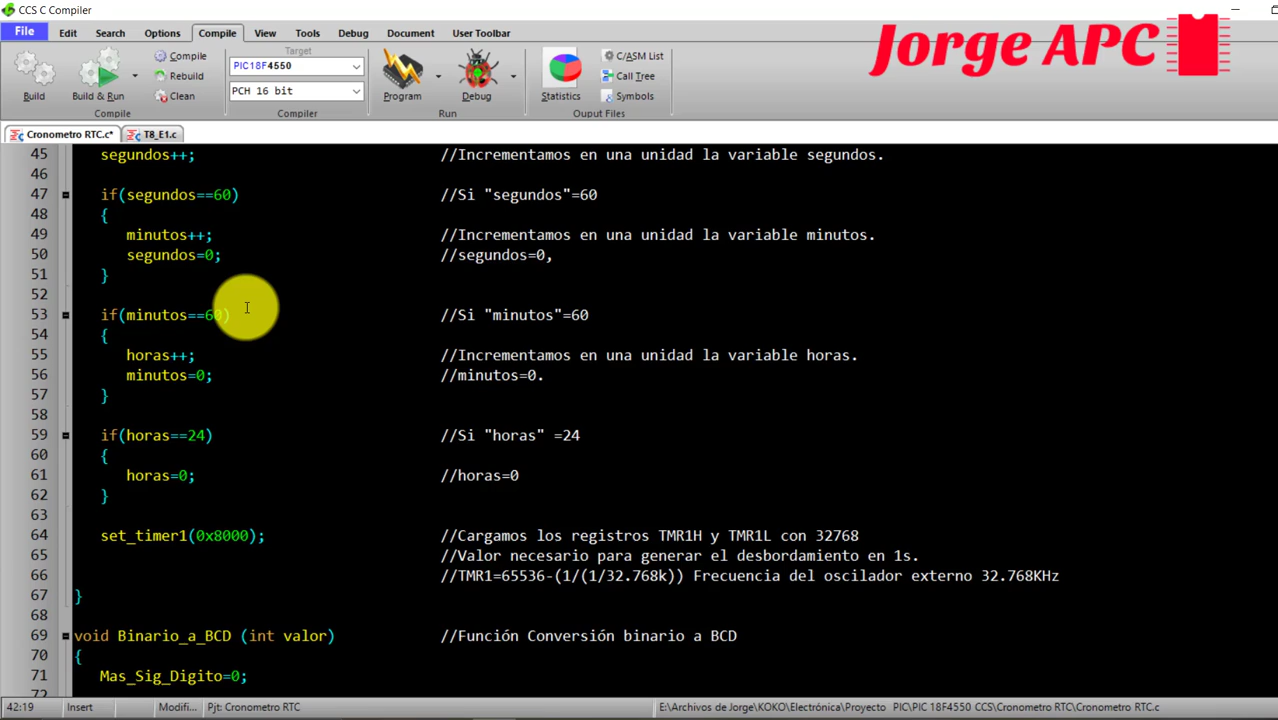 CCS C Compiler
File Edit Search Options Compile View Tools Debug Document User Toolbar
Jorge APC
Build
Build & Run
Compile
Rebuild
Clean
Compile
Target
PIC18F4550
PCH 16 bit
Compiler
Program
Debug
Run
Statistics
C/ASM List
Call Tree
Symbols
Ouput Files
Cronometro RTC.c* T8_E1.c
45 segundos++; //Incrementamos en una unidad la variable segundos.
46
47 if(segundos==60) //Si "segundos"=60
48 {
49 minutos++; //Incrementamos en una unidad la variable minutos.
50 segundos=0; //segundos=0,
51 }
52
53 if(minutos==60) //Si "minutos"=60
54 {
55 horas++; //Incrementamos en una unidad la variable horas.
56 minutos=0; //minutos=0.
57 }
58
59 if(horas==24) //Si "horas" =24
60 {
61 horas=0; //horas=0
62 }
63
64 set_timer1(0x8000); //Cargamos los registros TMR1H y TMR1L con 32768
65 //Valor necesario para generar el desbordamiento en 1s.
66 //TMR1=65536-(1/(1/32.768k)) Frecuencia del oscilador externo 32.768KHz
67 }
68
69 void Binario_a_BCD (int valor) //Función Conversión binario a BCD
70 {
71 Mas_Sig_Digito=0;
72
42:19 Insert Modifi... Pjt: Cronometro RTC E:\Archivos de Jorge\KOKO\Electrónica\Proyecto PIC\PIC 18F4550 CCS\Cronometro RTC\Cronometro RTC.c